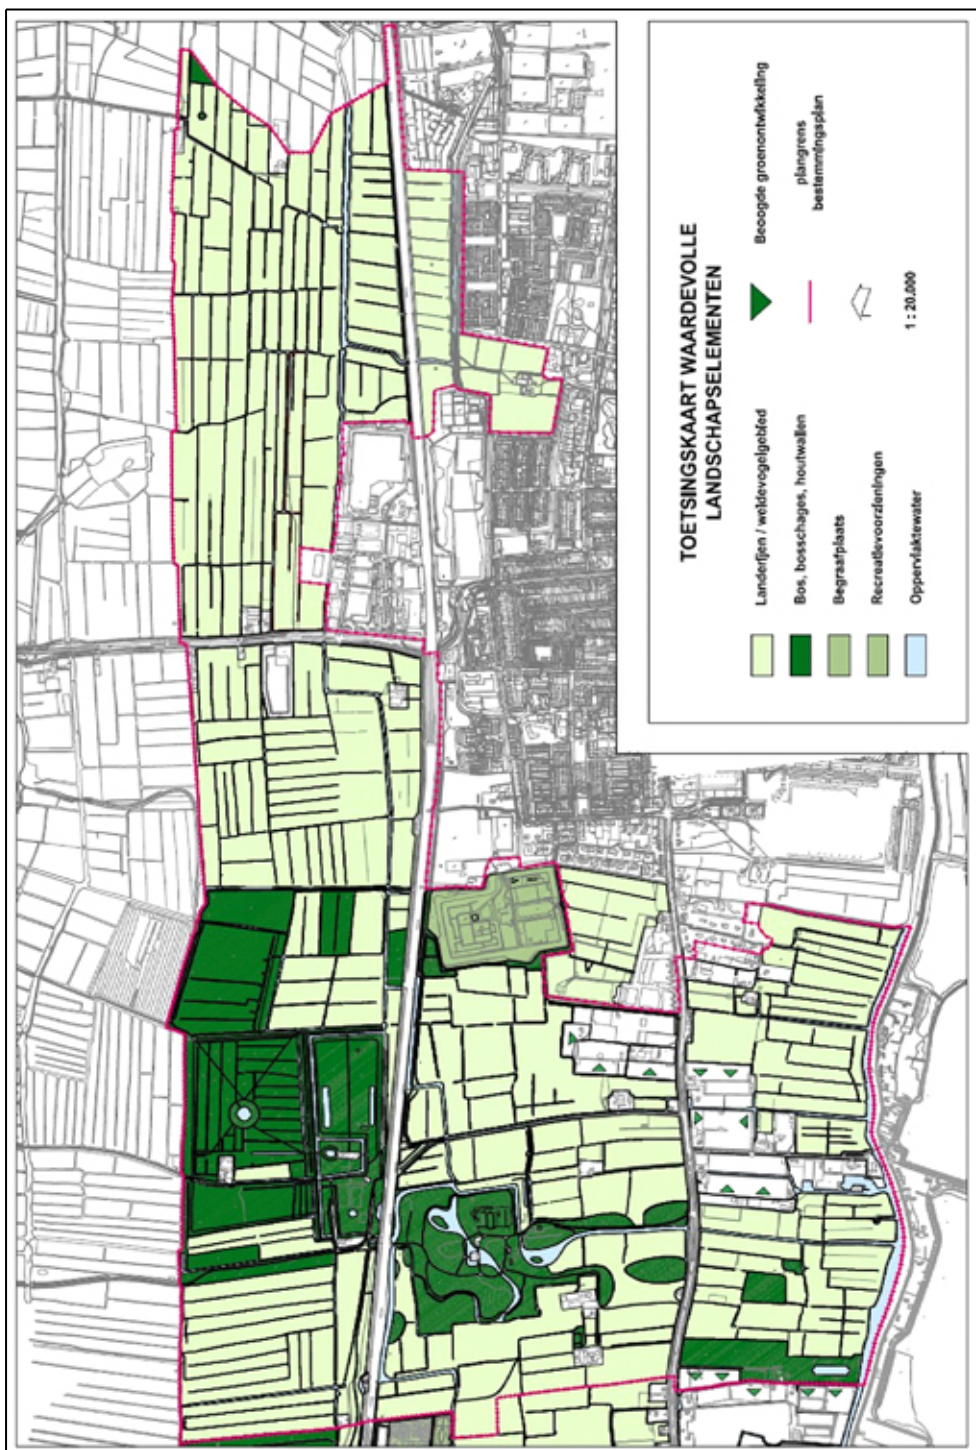 TOETSINGSKAART WAARDEVOLLE
LANDSCHAPSELEMENTEN
Landerijen / weidevogelgebied
Bos, bosschages, houtwallen
Begraafplaats
Recreatievoorzieningen
Oppervlaktewater
Beoogde groenontwikkeling
plangrens
bestemmingsplan
1 : 20.000